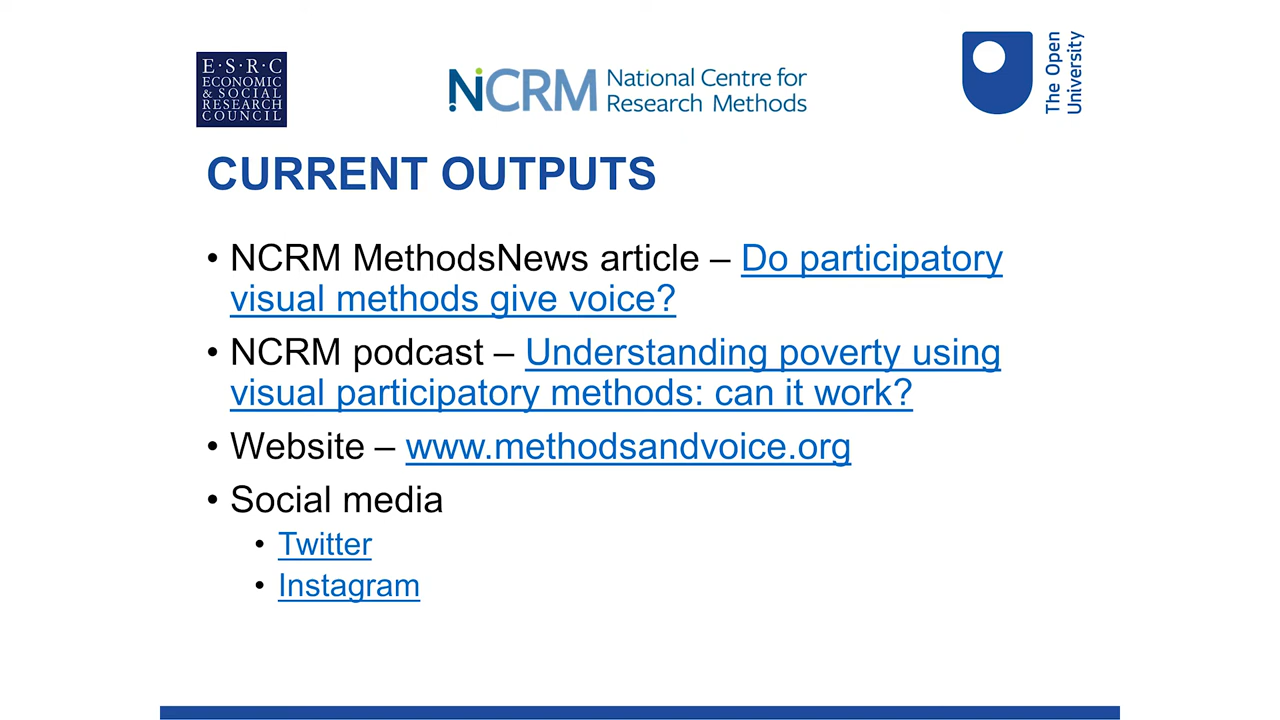 E·S·R·C
ECONOMIC
& SOCIAL
RESEARCH
COUNCIL
NCRM
National Centre for
Research Methods
The Open
University
CURRENT OUTPUTS
• NCRM MethodsNews article – Do participatory
visual methods give voice?
• NCRM podcast – Understanding poverty using
visual participatory methods: can it work?
• Website – www.methodsandvoice.org
• Social media
• Twitter
• Instagram